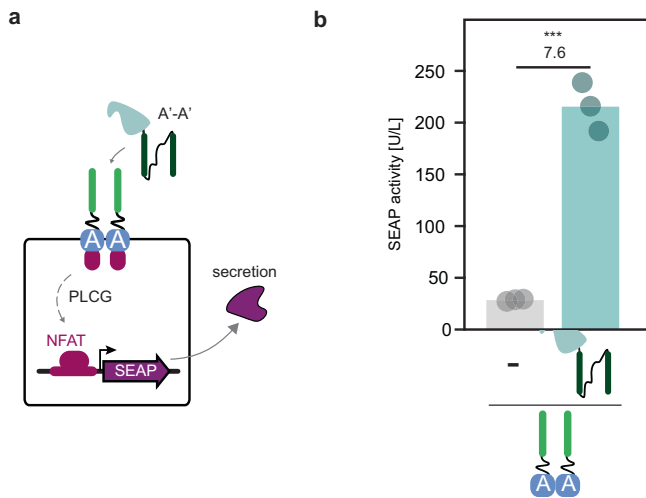 a
A'-A'
A A
PLCG
secretion
NFAT
SEAP
b
***
7.6
SEAP activity [U/L]
250
200
150
100
50
0
-
A A